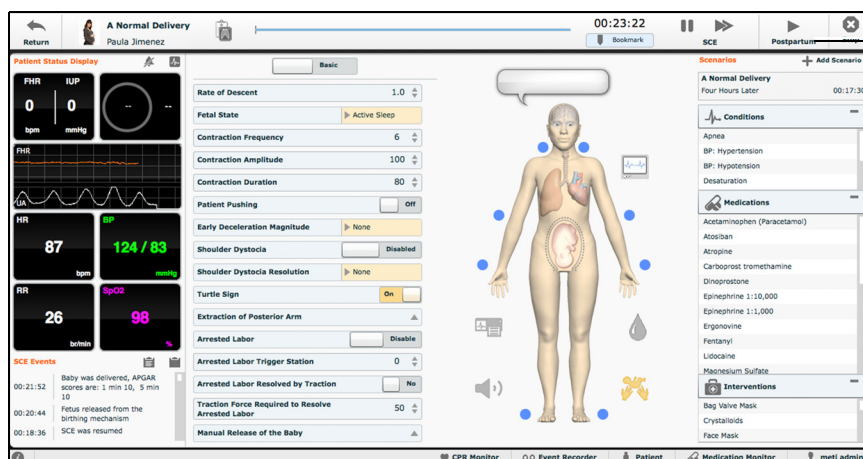 A Normal Delivery
Paula Jimenez
Return
00:23:22
Bookmark
SCE
Postpartum
Patient Status Display
FHR
IUP
0
0
bpm
mmHg
-- --
FHR
UA
HR
87
bpm
BP
124 / 83
mmHg
RR
26
br/min
SpO2
98
%
SCE Events
00:21:52
Baby was delivered, APGAR
scores are: 1 min 10, 5 min
10
00:20:44
Fetus released from the
birthing mechanism
00:18:36
SCE was resumed
Basic
Rate of Descent 1.0
Fetal State Active Sleep
Contraction Frequency 6
Contraction Amplitude 100
Contraction Duration 80
Patient Pushing Off
Early Deceleration Magnitude None
Shoulder Dystocia Disabled
Shoulder Dystocia Resolution None
Turtle Sign On
Extraction of Posterior Arm
Arrested Labor Disable
Arrested Labor Trigger Station 0
Arrested Labor Resolved by Traction No
Traction Force Required to Resolve
Arrested Labor 50
Manual Release of the Baby
Scenarios
Add Scenario
A Normal Delivery
Four Hours Later 00:17:30
Conditions
Apnea
BP: Hypertension
BP: Hypotension
Desaturation
Medications
Acetaminophen (Paracetamol)
Atosiban
Atropine
Carboprost tromethamine
Dinoprostone
Epinephrine 1:10,000
Epinephrine 1:1,000
Ergonovine
Fentanyl
Lidocaine
Magnesium Sulfate
Interventions
Bag Valve Mask
Crystalloids
Face Mask
CPR Monitor
Event Recorder
Patient
Medication Monitor
meti admin